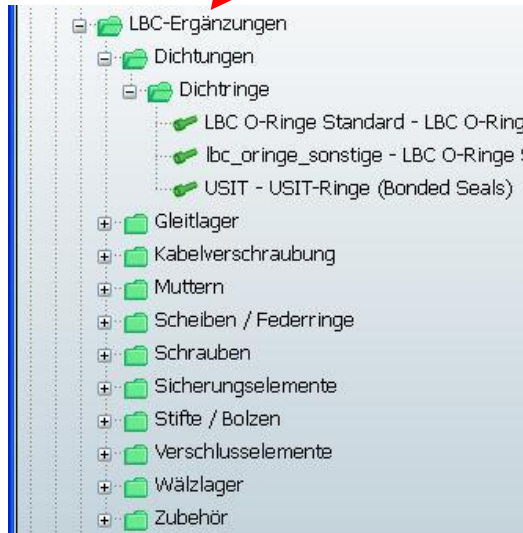 LBC-Ergänzungen
Dichtungen
Dichtringe
LBC O-Ringe Standard - LBC O-Ring
lbc_oringe_sonstige - LBC O-Ringe S
USIT - USIT-Ringe (Bonded Seals)
Gleitlager
Kabelverschraubung
Muttern
Scheiben / Federringe
Schrauben
Sicherungselemente
Stifte / Bolzen
Verschlusselemente
Wälzlager
Zubehör